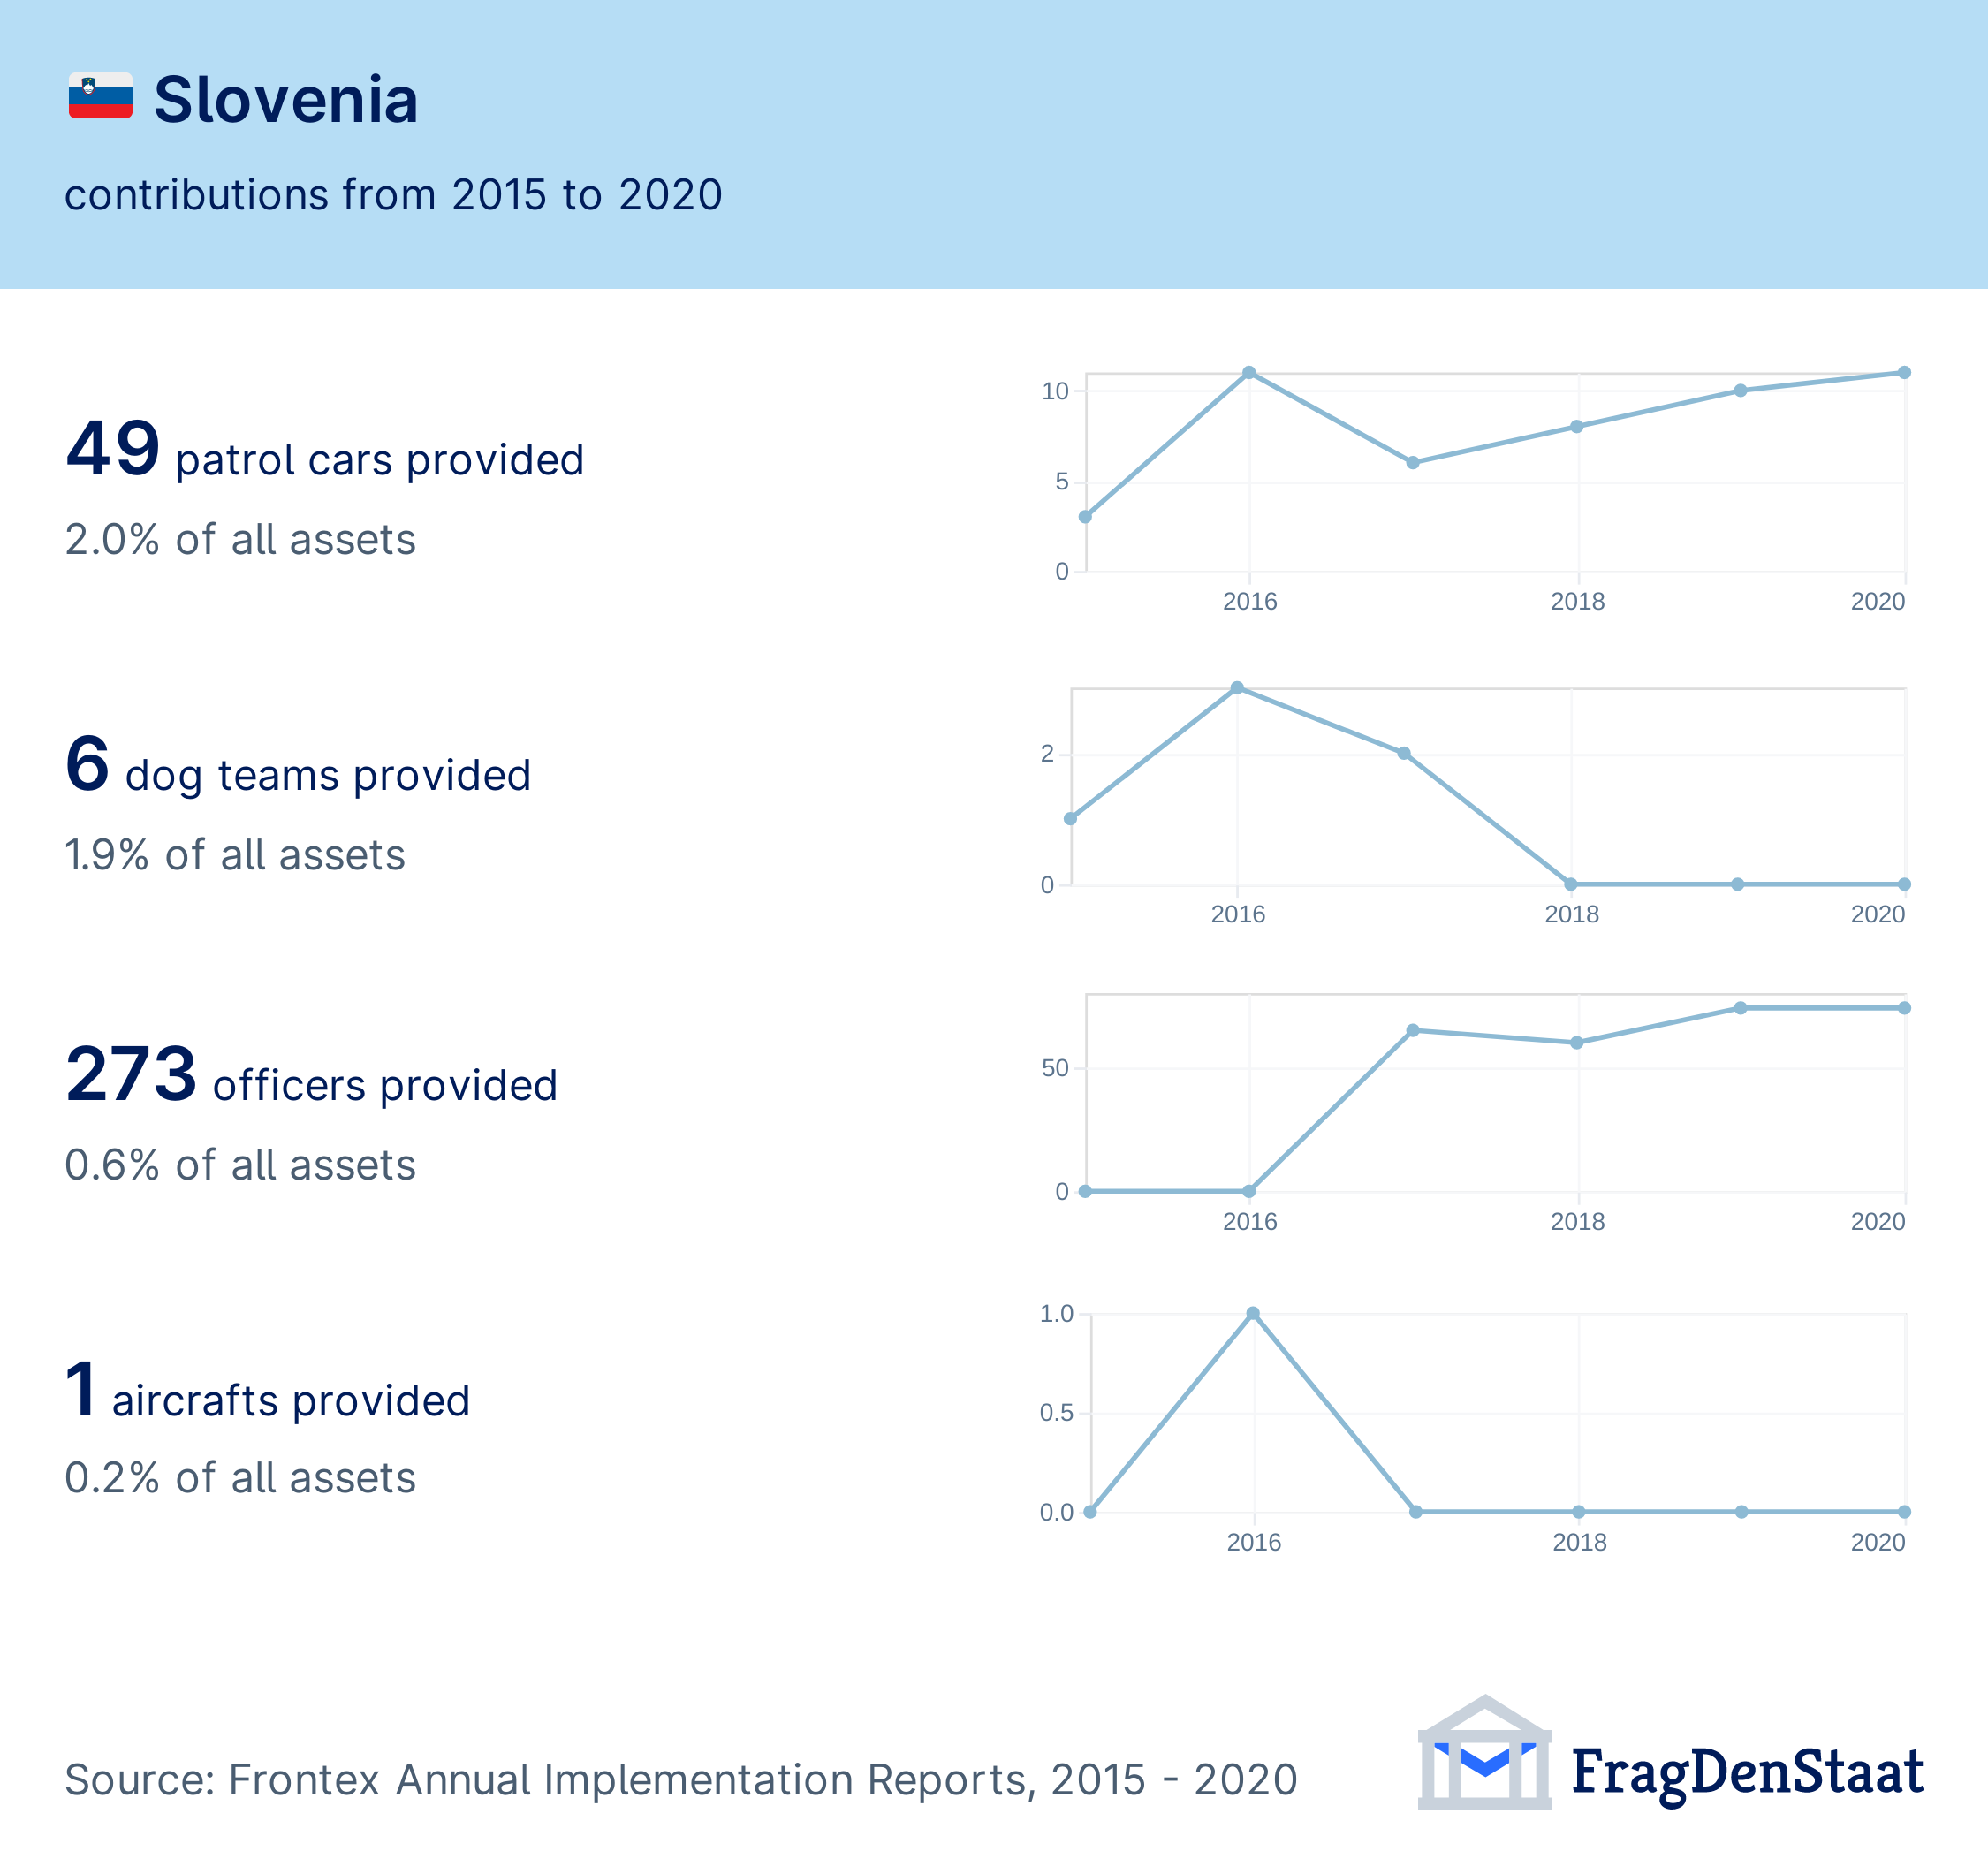 Slovenia
contributions from 2015 to 2020
49 patrol cars provided
2.0% of all assets
10
5
0
2016 2018 2020
6 dog teams provided
1.9% of all assets
2
0
2016 2018 2020
273 officers provided
0.6% of all assets
50
0
2016 2018 2020
1 aircrafts provided
0.2% of all assets
1.0
0.5
0.0
2016 2018 2020
Source: Frontex Annual Implementation Reports, 2015 - 2020
FragDenStaat